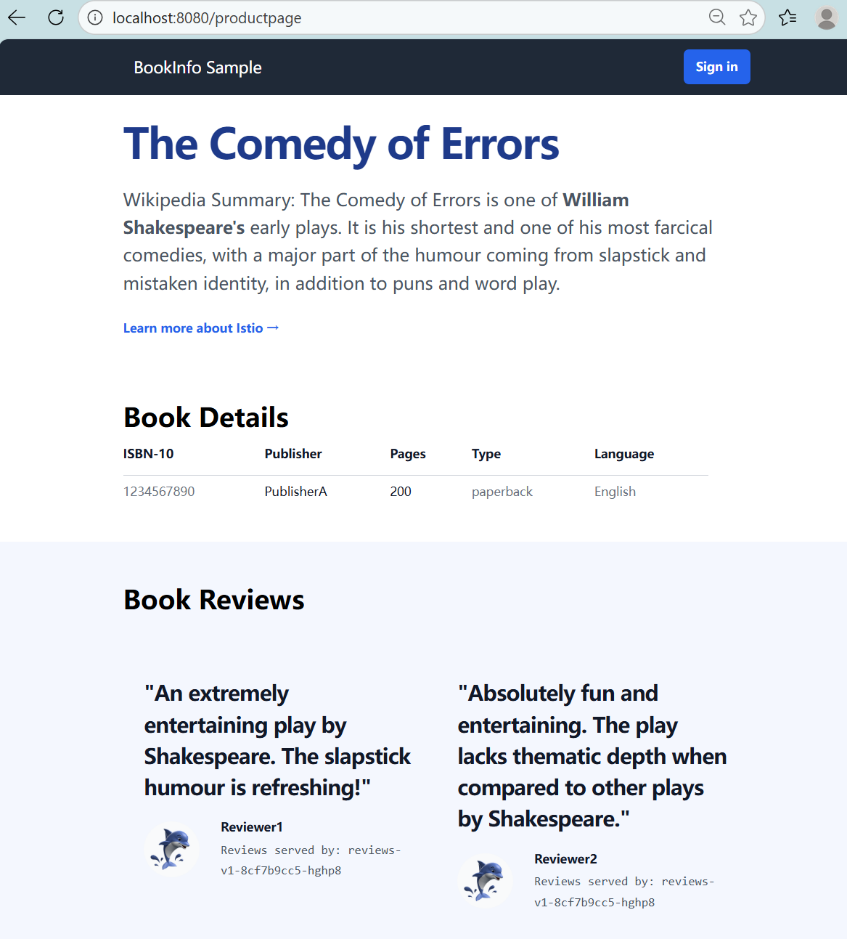 localhost:8080/productpage
BookInfo Sample
Sign in
The Comedy of Errors
Wikipedia Summary: The Comedy of Errors is one of William
Shakespeare's early plays. It is his shortest and one of his most farcical
comedies, with a major part of the humour coming from slapstick and
mistaken identity, in addition to puns and word play.
Learn more about Istio →
Book Details
ISBN-10 Publisher Pages Type Language
1234567890 PublisherA 200 paperback English
Book Reviews
"An extremely
entertaining play by
Shakespeare. The slapstick
humour is refreshing!"
Reviewer1
Reviews served by: reviews-
v1-8cf7b9cc5-hghp8
"Absolutely fun and
entertaining. The play
lacks thematic depth when
compared to other plays
by Shakespeare."
Reviewer2
Reviews served by: reviews-
v1-8cf7b9cc5-hghp8